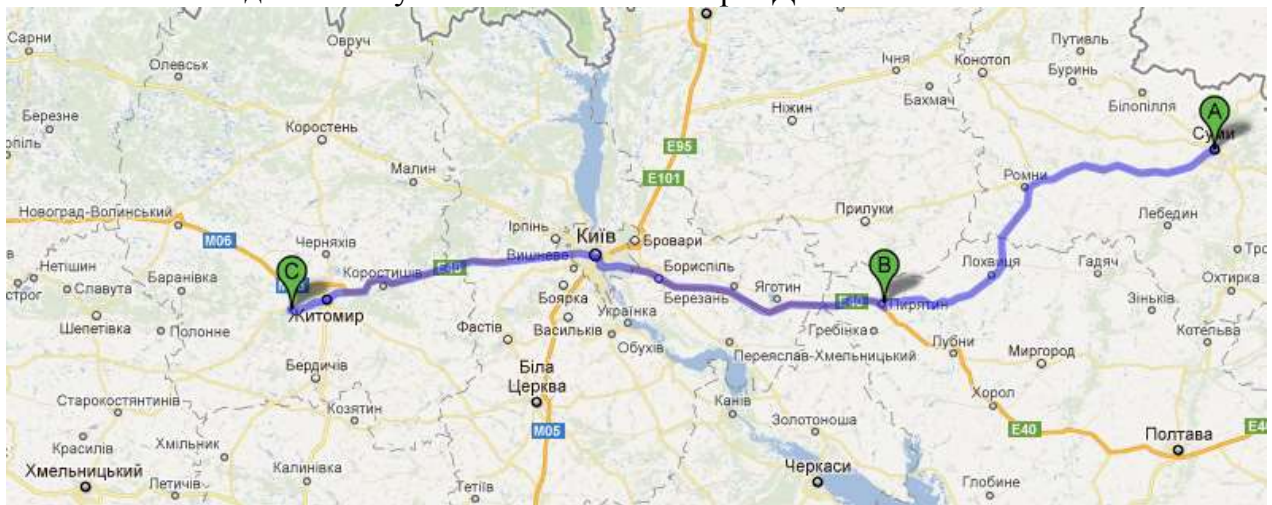 Сарни
Овруч
Путивль
Олевськ
Ічня
Конотоп
Буринь
Бахмач
Білопілля
Березне
Ніжин
A
Суми
Коростень
E95
Малин
E101
Ромни
Новоград-Волинський
Прилуки
Лебедин
Ірпінь
Київ
Бровари
M06
Черняхів
Вишневе
B
Лохвиця
Гадяч
Нетішин
Баранівка
C
Коростишів
E40
Бориспіль
Охтирка
Славута
Боярка
Березань
Яготин
E40
Пирятин
Зіньків
Житомир
Українка
Шепетівка
Полонне
Фастів
Васильків
Гребінка
Котельва
Обухів
Переяслав-Хмельницький
Лубни
Миргород
Бердичів
Біла
Церква
Старокостянтинів
Козятин
Канів
Хорол
Золотоноша
M05
E40
Полтава
Красилів
Хмільник
Хмельницький
Калинівка
Черкаси
Летичів
Тетіїв
Глобине